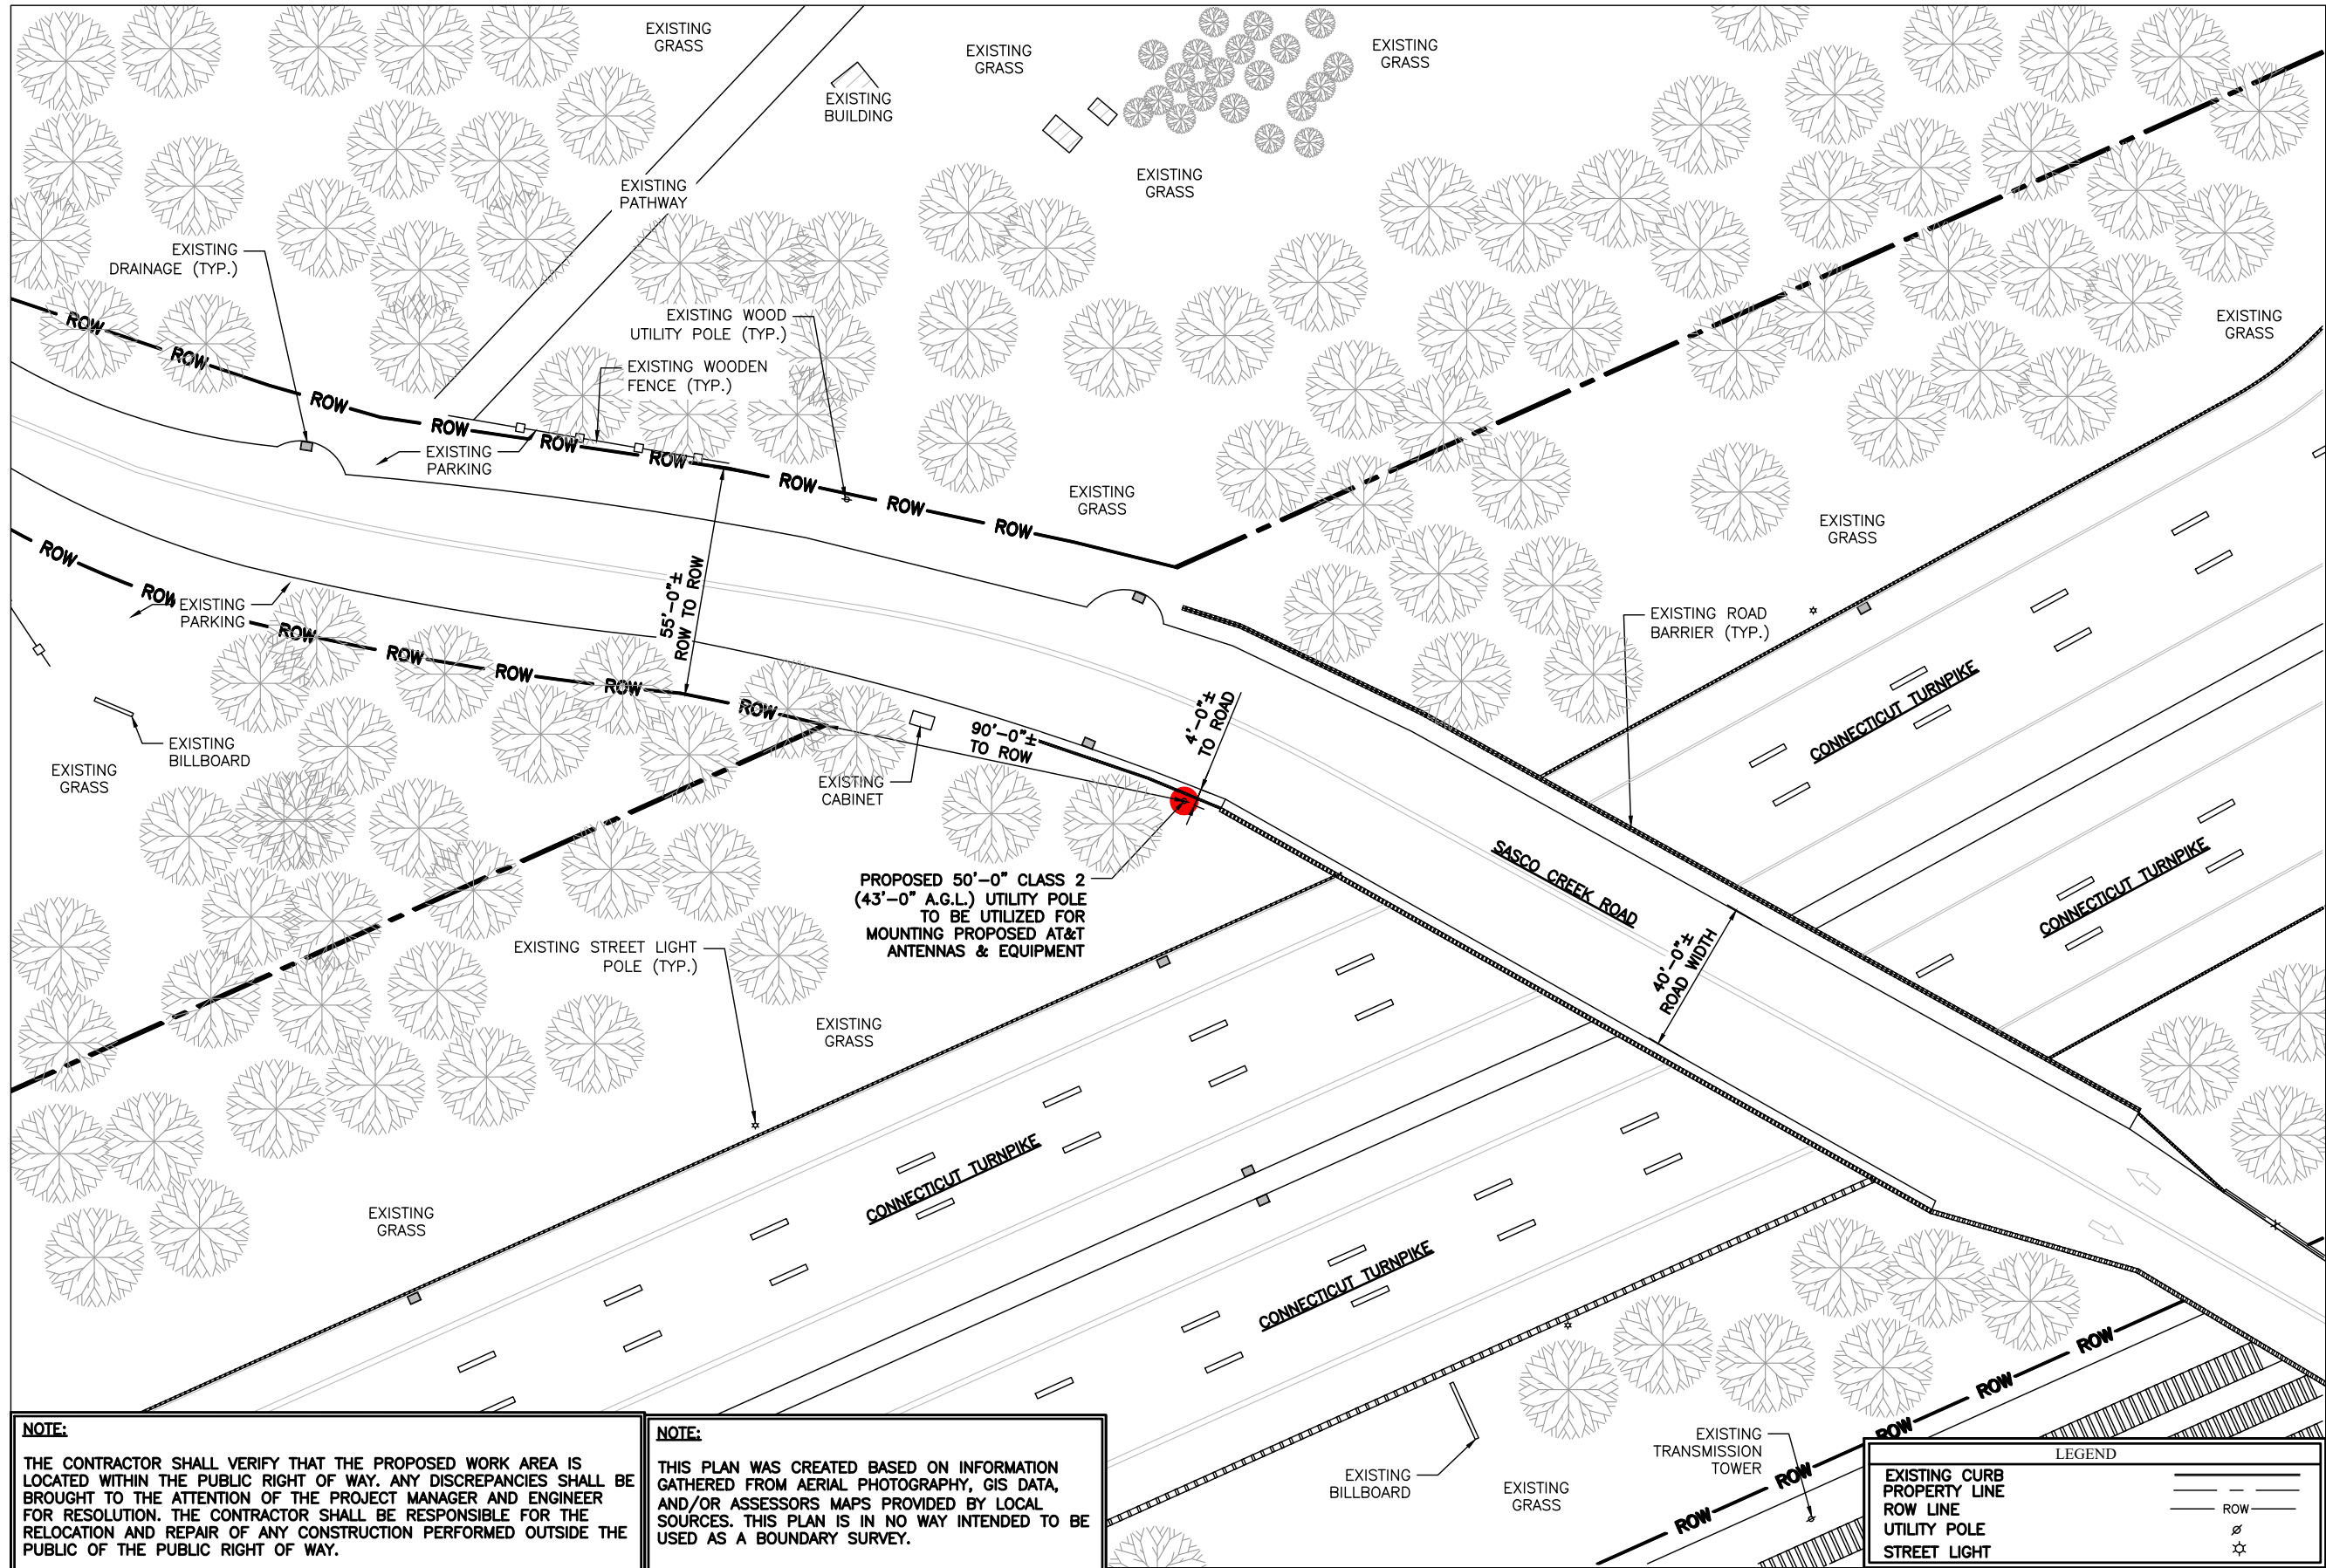 EXISTING
GRASS
EXISTING
GRASS
EXISTING
GRASS
EXISTING
BUILDING
EXISTING
GRASS
EXISTING
PATHWAY
EXISTING
DRAINAGE (TYP.)
EXISTING WOOD
UTILITY POLE (TYP.)
EXISTING WOODEN
FENCE (TYP.)
EXISTING
GRASS
ROW
ROW
ROW
ROW
ROW
ROW
ROW
ROW
ROW
EXISTING
PARKING
EXISTING
GRASS
EXISTING
GRASS
ROW
ROW
ROW
ROW
ROW
ROW
ROW
EXISTING
PARKING
55'-0"±
ROW TO ROW
EXISTING ROAD
BARRIER (TYP.)
CONNECTICUT TURNPIKE
4'-0"±
TO ROAD
90'-0"±
TO ROW
EXISTING
BILLBOARD
EXISTING
GRASS
EXISTING
CABINET
PROPOSED 50'-0" CLASS 2
(43'-0" A.G.L.) UTILITY POLE
TO BE UTILIZED FOR
MOUNTING PROPOSED AT&T
ANTENNAS & EQUIPMENT
SASCO CREEK ROAD
CONNECTICUT TURNPIKE
40'-0"±
ROAD WIDTH
EXISTING STREET LIGHT
POLE (TYP.)
EXISTING
GRASS
CONNECTICUT TURNPIKE
EXISTING
GRASS
CONNECTICUT TURNPIKE
ROW
ROW
ROW
ROW
ROW
EXISTING
TRANSMISSION
TOWER
EXISTING
BILLBOARD
EXISTING
GRASS
NOTE:
THE CONTRACTOR SHALL VERIFY THAT THE PROPOSED WORK AREA IS
LOCATED WITHIN THE PUBLIC RIGHT OF WAY. ANY DISCREPANCIES SHALL BE
BROUGHT TO THE ATTENTION OF THE PROJECT MANAGER AND ENGINEER
FOR RESOLUTION. THE CONTRACTOR SHALL BE RESPONSIBLE FOR THE
RELOCATION AND REPAIR OF ANY CONSTRUCTION PERFORMED OUTSIDE THE
PUBLIC OF THE PUBLIC RIGHT OF WAY.
NOTE:
THIS PLAN WAS CREATED BASED ON INFORMATION
GATHERED FROM AERIAL PHOTOGRAPHY, GIS DATA,
AND/OR ASSESSORS MAPS PROVIDED BY LOCAL
SOURCES. THIS PLAN IS IN NO WAY INTENDED TO BE
USED AS A BOUNDARY SURVEY.
LEGEND
EXISTING CURB
PROPERTY LINE
ROW LINE
ROW
UTILITY POLE
STREET LIGHT